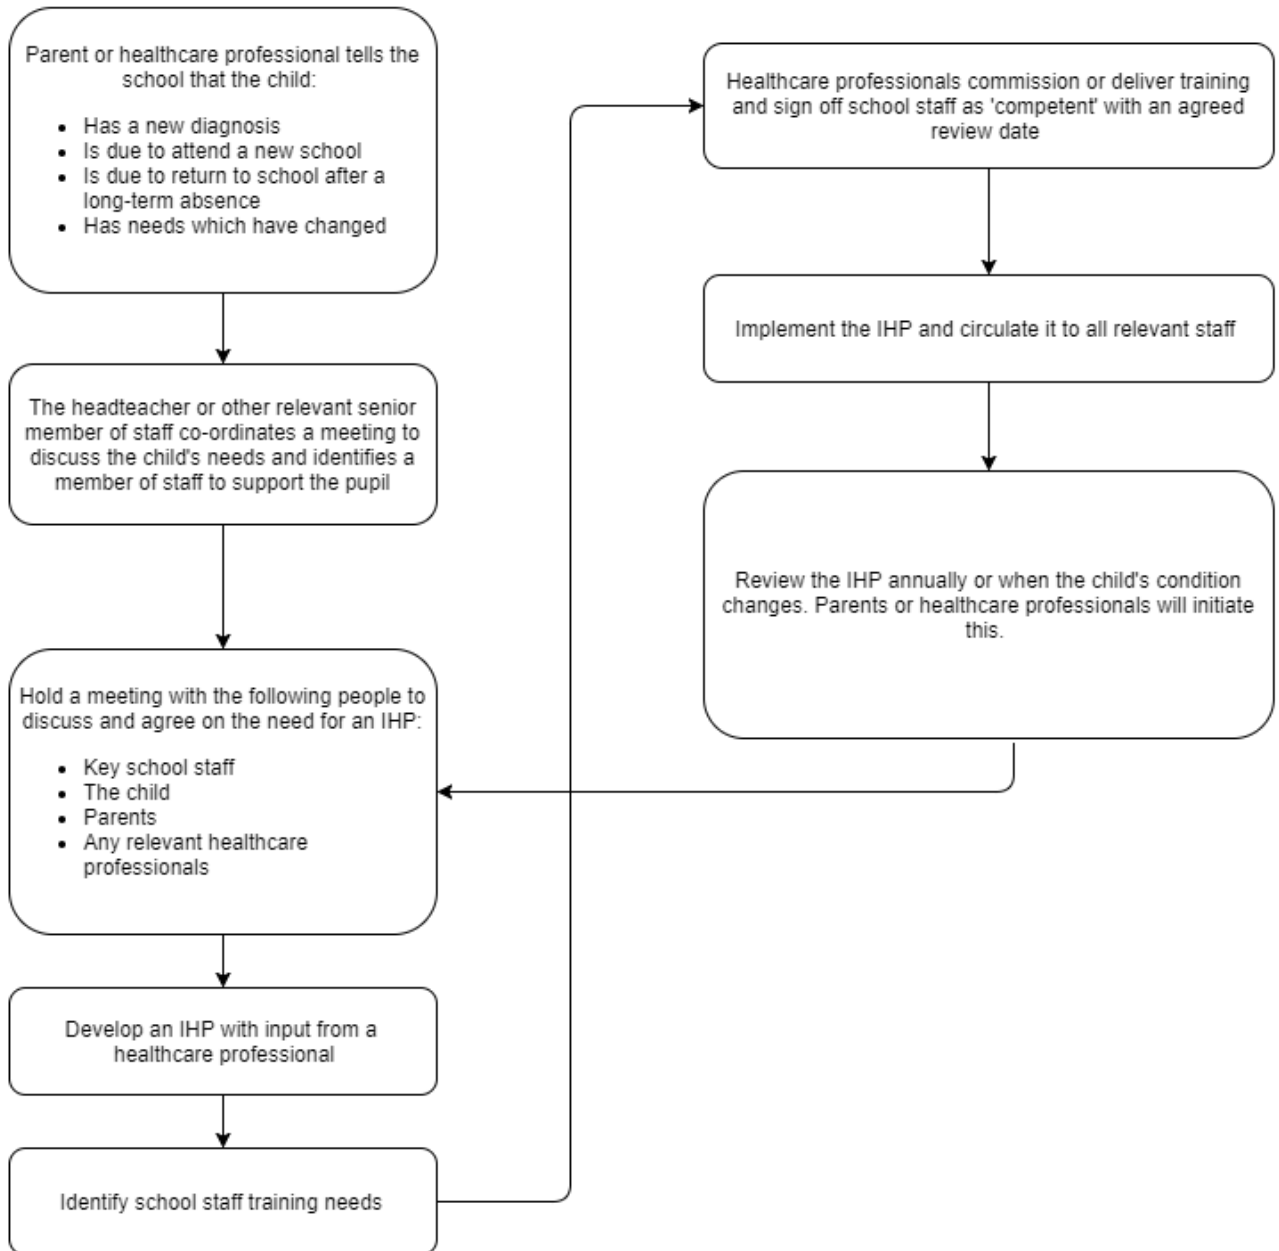 Parent or healthcare professional tells the
school that the child:
• Has a new diagnosis
• Is due to attend a new school
• Is due to return to school after a
long-term absence
• Has needs which have changed
The headteacher or other relevant senior
member of staff co-ordinates a meeting to
discuss the child's needs and identifies a
member of staff to support the pupil
Hold a meeting with the following people to
discuss and agree on the need for an IHP:
• Key school staff
• The child
• Parents
• Any relevant healthcare
professionals
Develop an IHP with input from a
healthcare professional
Identify school staff training needs
Healthcare professionals commission or deliver training
and sign off school staff as 'competent' with an agreed
review date
Implement the IHP and circulate it to all relevant staff
Review the IHP annually or when the child's condition
changes. Parents or healthcare professionals will initiate
this.